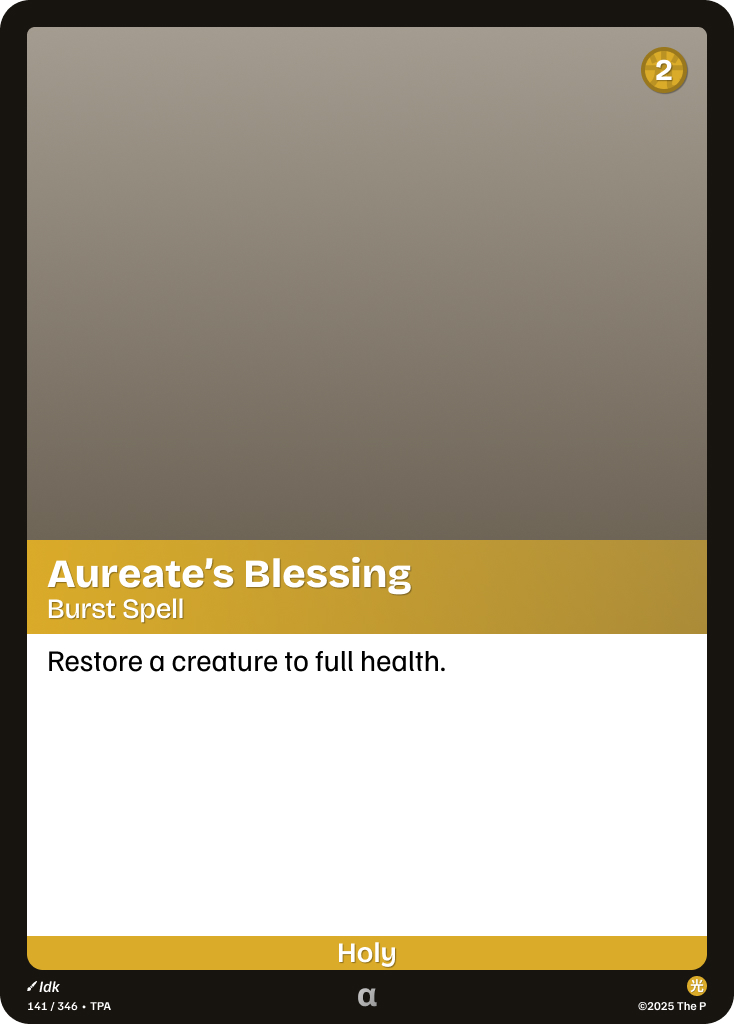 2
Aureate’s Blessing
Burst Spell
Restore a creature to full health.
Holy
Idk
141 / 346 • TPA
α
光
©2025 The P